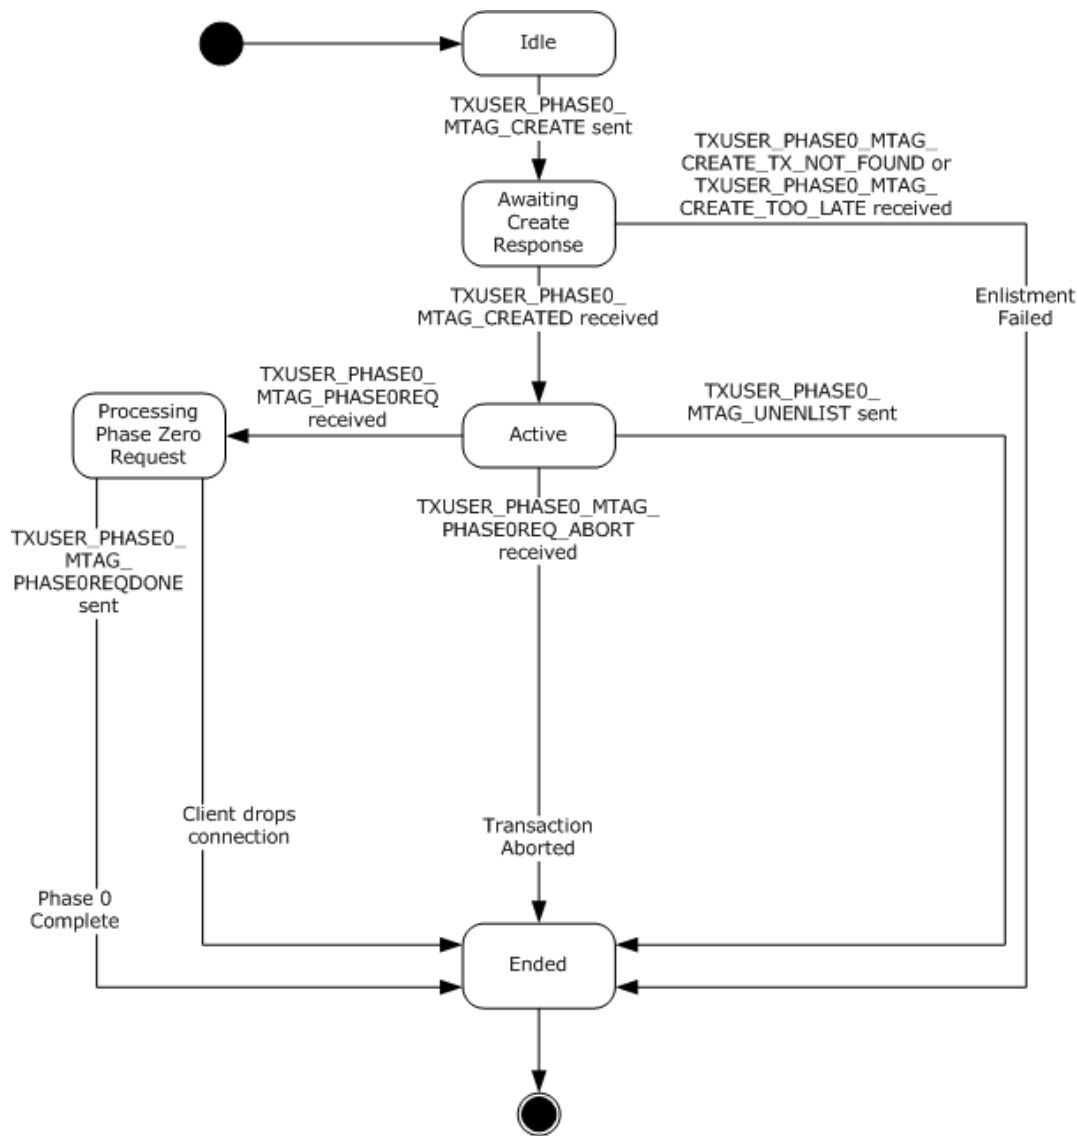 Idle
TXUSER_PHASE0_
MTAG_CREATE sent
TXUSER_PHASE0_MTAG_
CREATE_TX_NOT_FOUND or
TXUSER_PHASE0_MTAG_
CREATE_TOO_LATE received
Awaiting
Create
Response
TXUSER_PHASE0_
MTAG_CREATED received
Enlistment
Failed
TXUSER_PHASE0_
MTAG_PHASE0REQ
received
TXUSER_PHASE0_
MTAG_UNENLIST sent
Processing
Phase Zero
Request
Active
TXUSER_PHASE0_MTAG_
PHASE0REQ_ABORT
received
TXUSER_PHASE0_
MTAG_
PHASE0REQDONE
sent
Client drops
connection
Transaction
Aborted
Phase 0
Complete
Ended